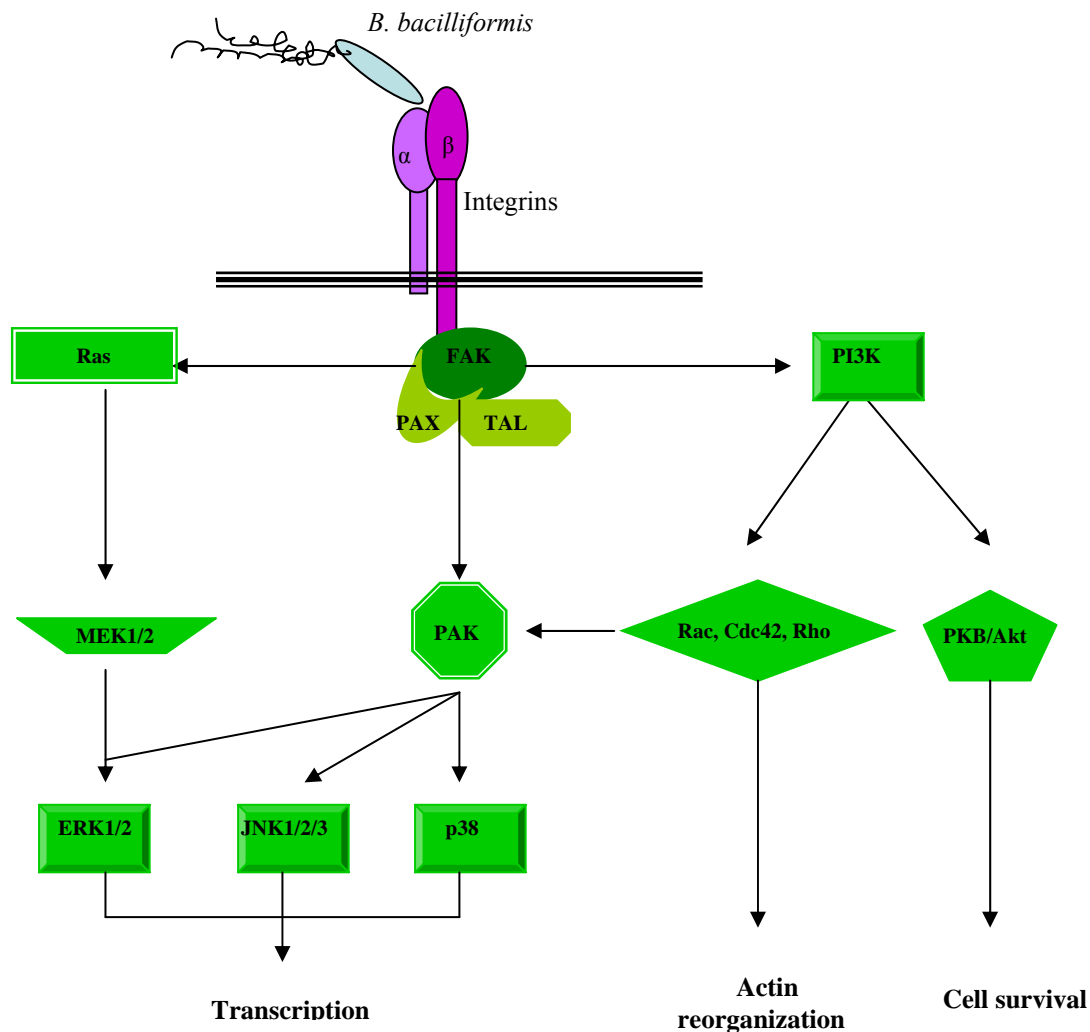 B. bacilliformis
α
β
Integrins
Ras
FAK
PI3K
PAX
TAL
MEK1/2
PAK
Rac, Cdc42, Rho
PKB/Akt
ERK1/2
JNK1/2/3
p38
Transcription
Actin
reorganization
Cell survival